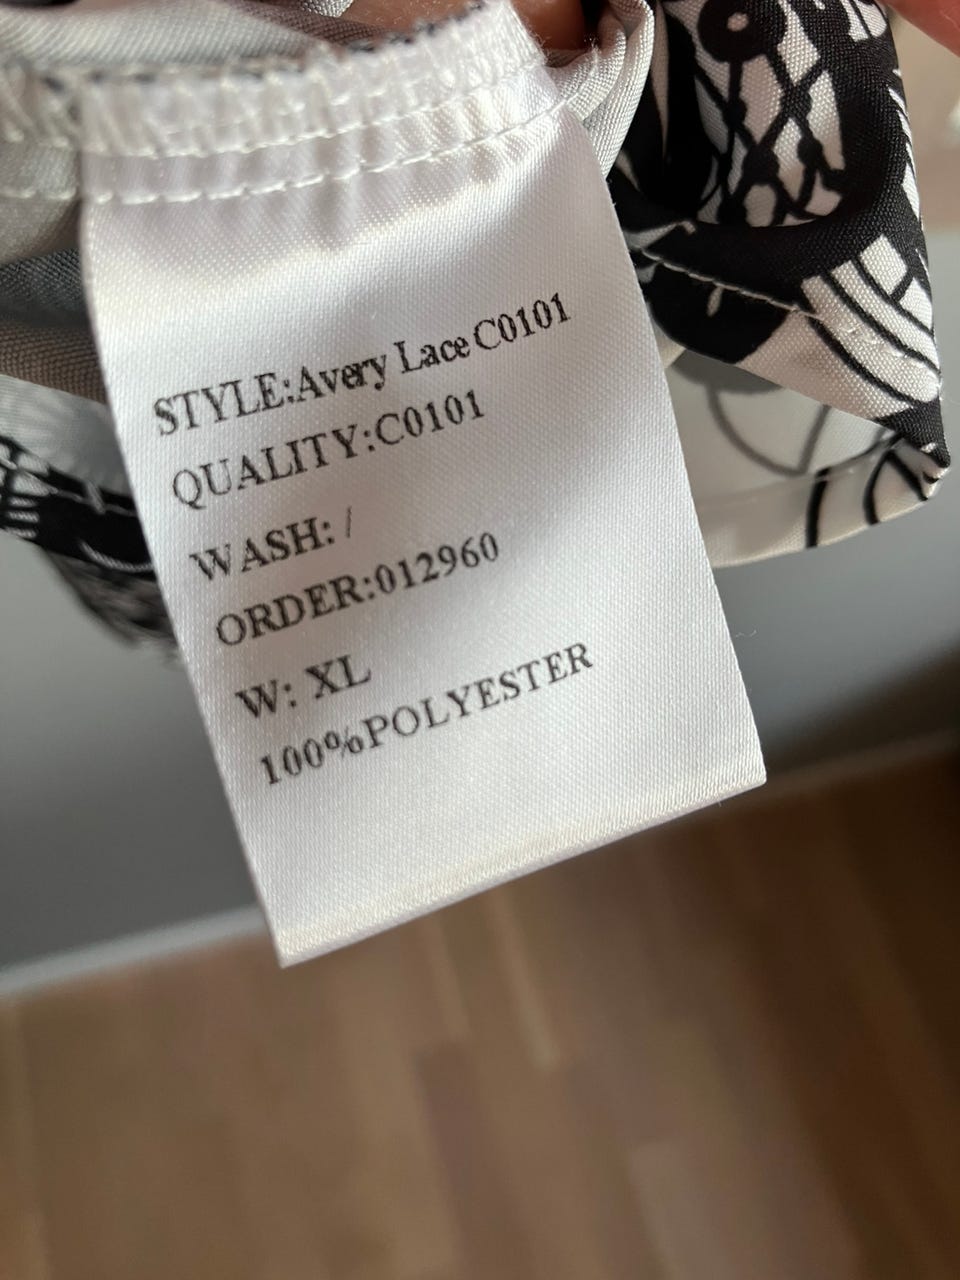 STYLE:Avery Lace C0101
QUALITY:C0101
WASH: /
ORDER:012960
W: XL
100%POLYESTER